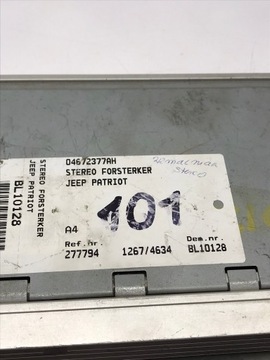 04672377AH
STEREO FORSTERKER
JEEP PATRIOT
101
A4
Ref.nr. Dem.nr.
277794 1267/4634 BL10128
STEREO FORSTERKER
JEEP PATRIOT
BL10128